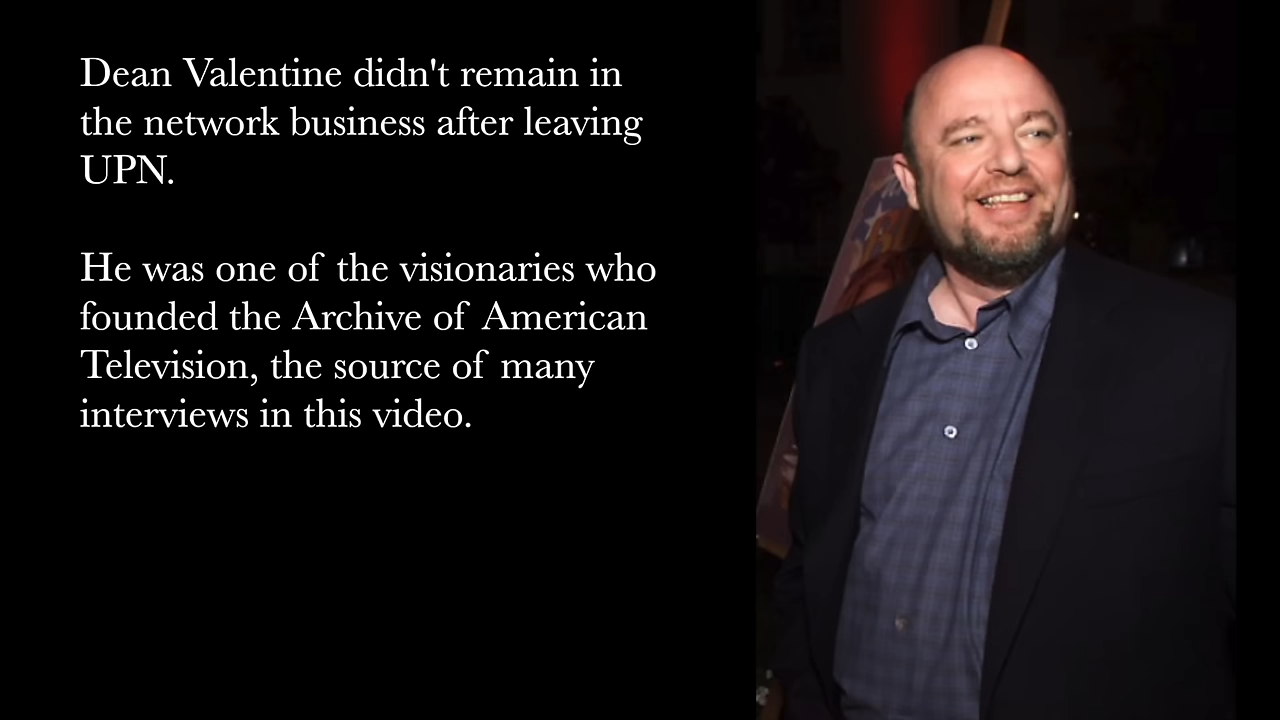 Dean Valentine didn't remain in
the network business after leaving
UPN.
He was one of the visionaries who
founded the Archive of American
Television, the source of many
interviews in this video.